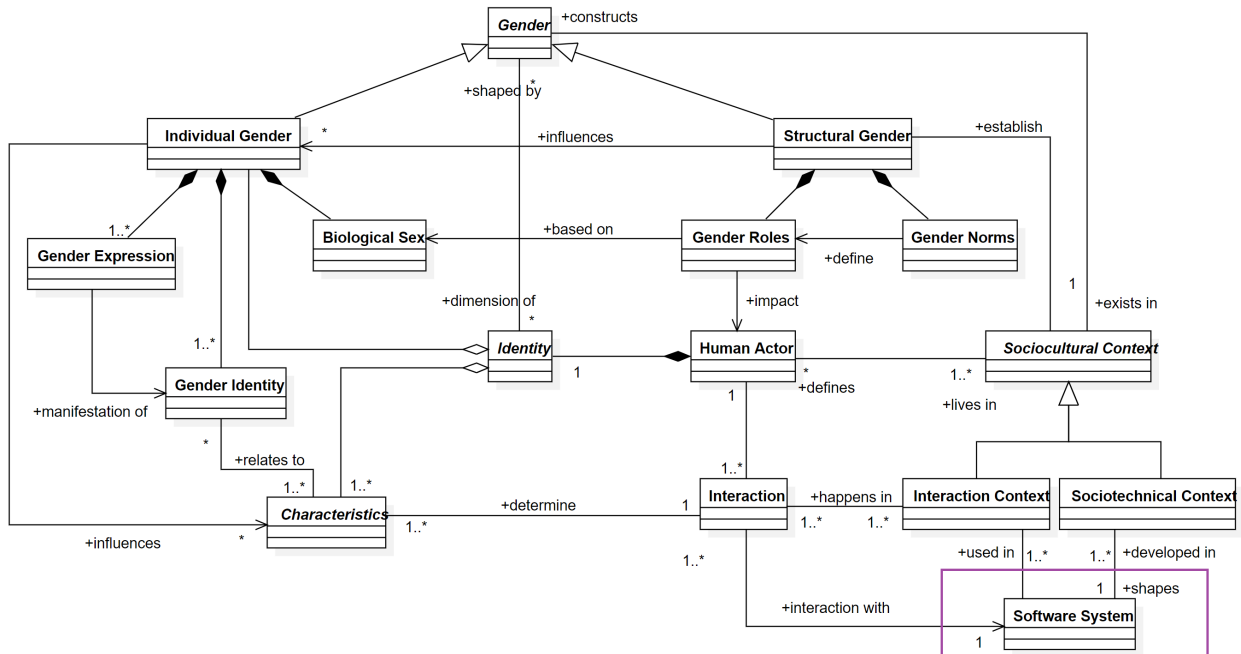 Gender
+constructs
+shaped by
*
Individual Gender
*
+influences
Structural Gender
+establish
1..*
Gender Expression
Biological Sex
+based on
Gender Roles
+define
Gender Norms
+dimension of
*
+impact
1
+exists in
1..*
Identity
1
Human Actor
*
+defines
1..*
+lives in
Sociocultural Context
Gender Identity
+manifestation of
*
+relates to
1..*
1..*
1
1..*
Characteristics
+influences
*
1..*
+determine
1
Interaction
+happens in
1..*
1..*
Interaction Context
Sociotechnical Context
1..*
+used in
1..*
1..*
+developed in
+interaction with
1
1
+shapes
Software System